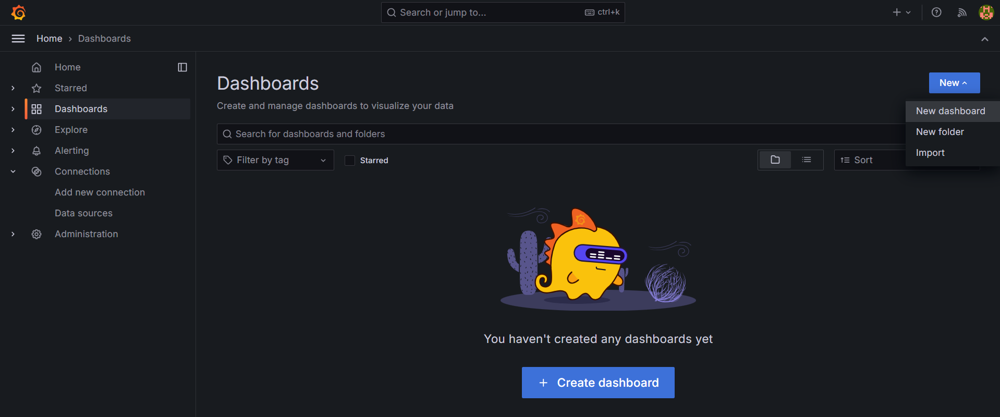 Search or jump to...
ctrl+k
Home
Dashboards
Home
Starred
Dashboards
Explore
Alerting
Connections
Add new connection
Data sources
Administration
Dashboards
Create and manage dashboards to visualize your data
New
New dashboard
New folder
Import
Search for dashboards and folders
Filter by tag
Starred
Sort
You haven't created any dashboards yet
Create dashboard